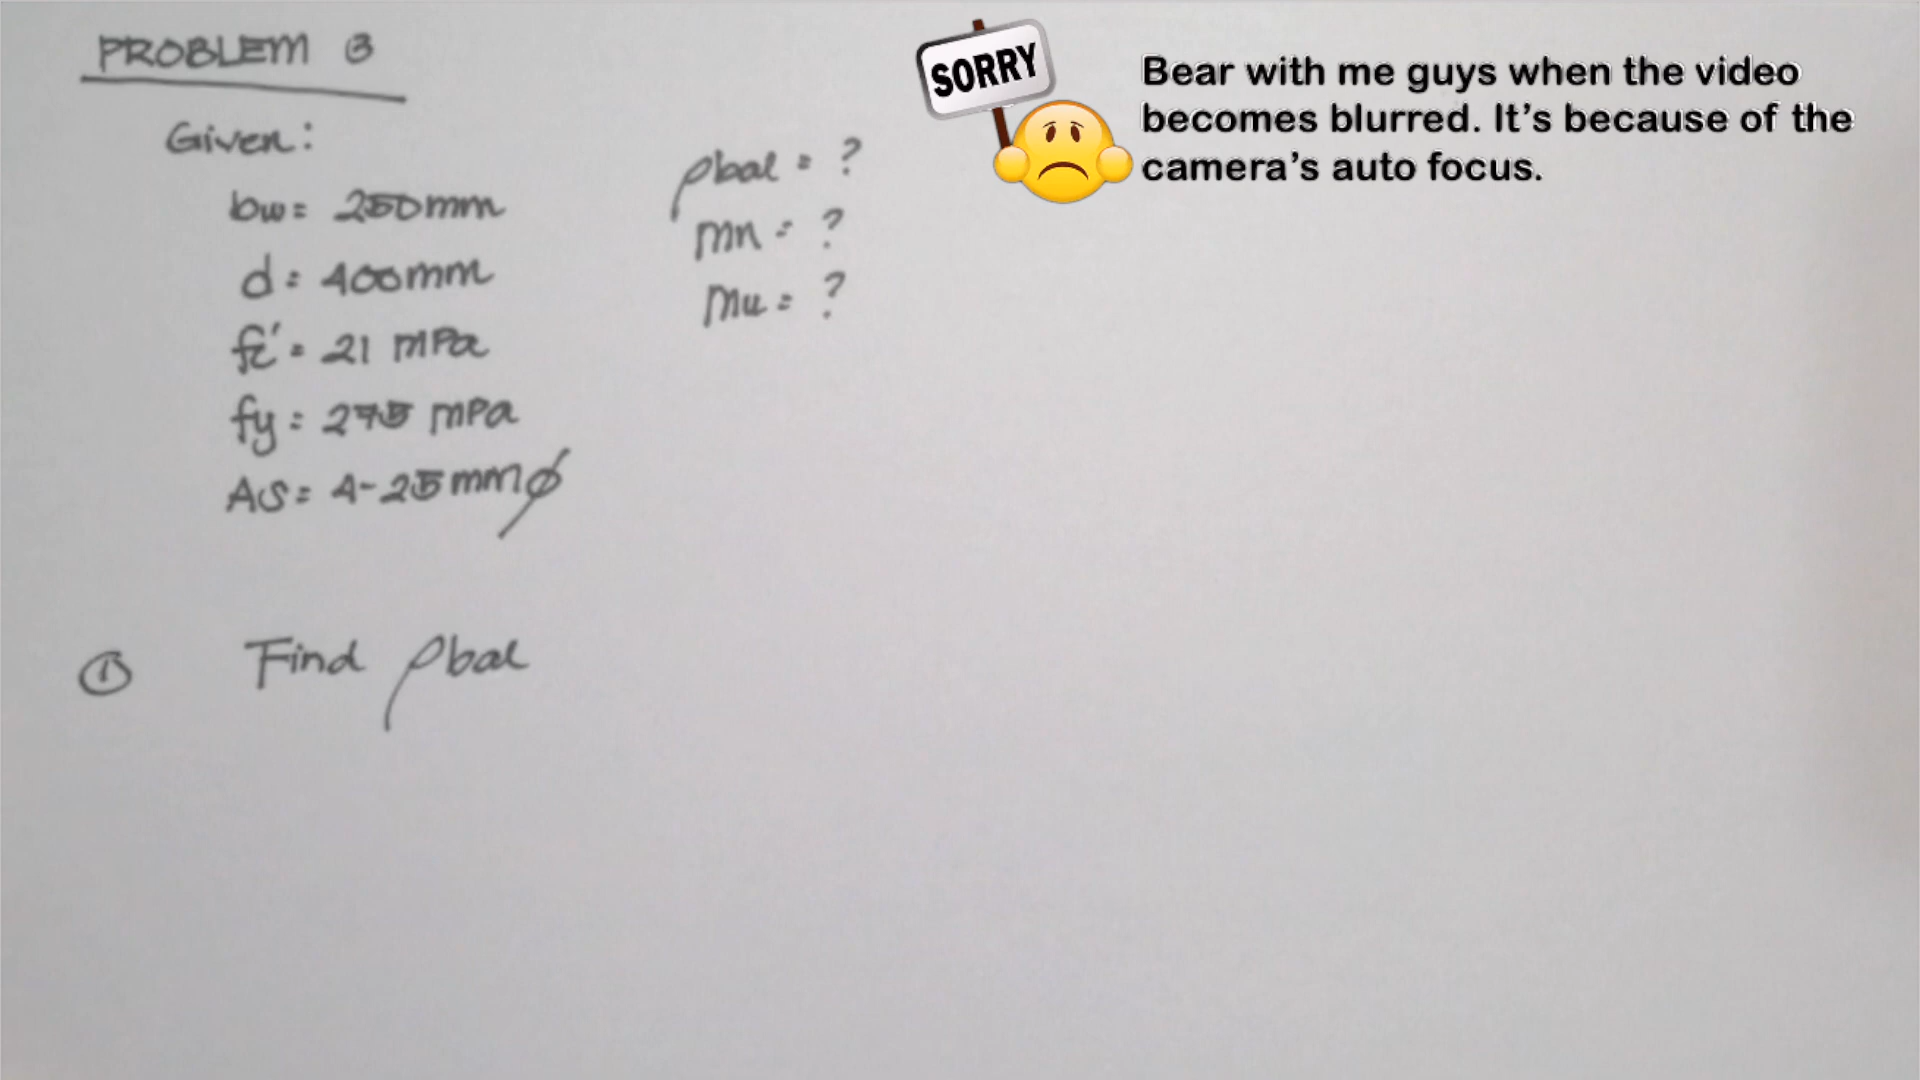 PROBLEM 3
Given:
bw = 250mm
d = 400mm
fc' = 21 MPa
fy = 275 MPa
AS = 4-25mmφ
ρbal = ?
Mn = ?
Mu = ?
SORRY
Bear with me guys when the video
becomes blurred. It's because of the
camera's auto focus.
① Find ρbal